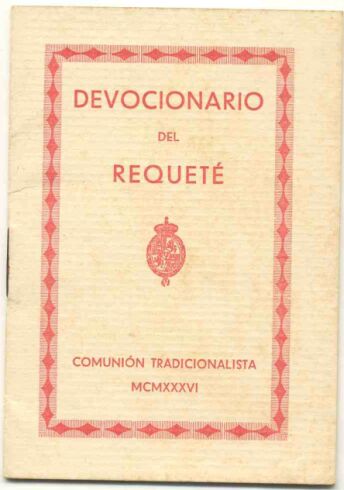 DEVOCIONARIO
DEL
REQUETÉ
COMUNIÓN TRADICIONALISTA
MCMXXXVI